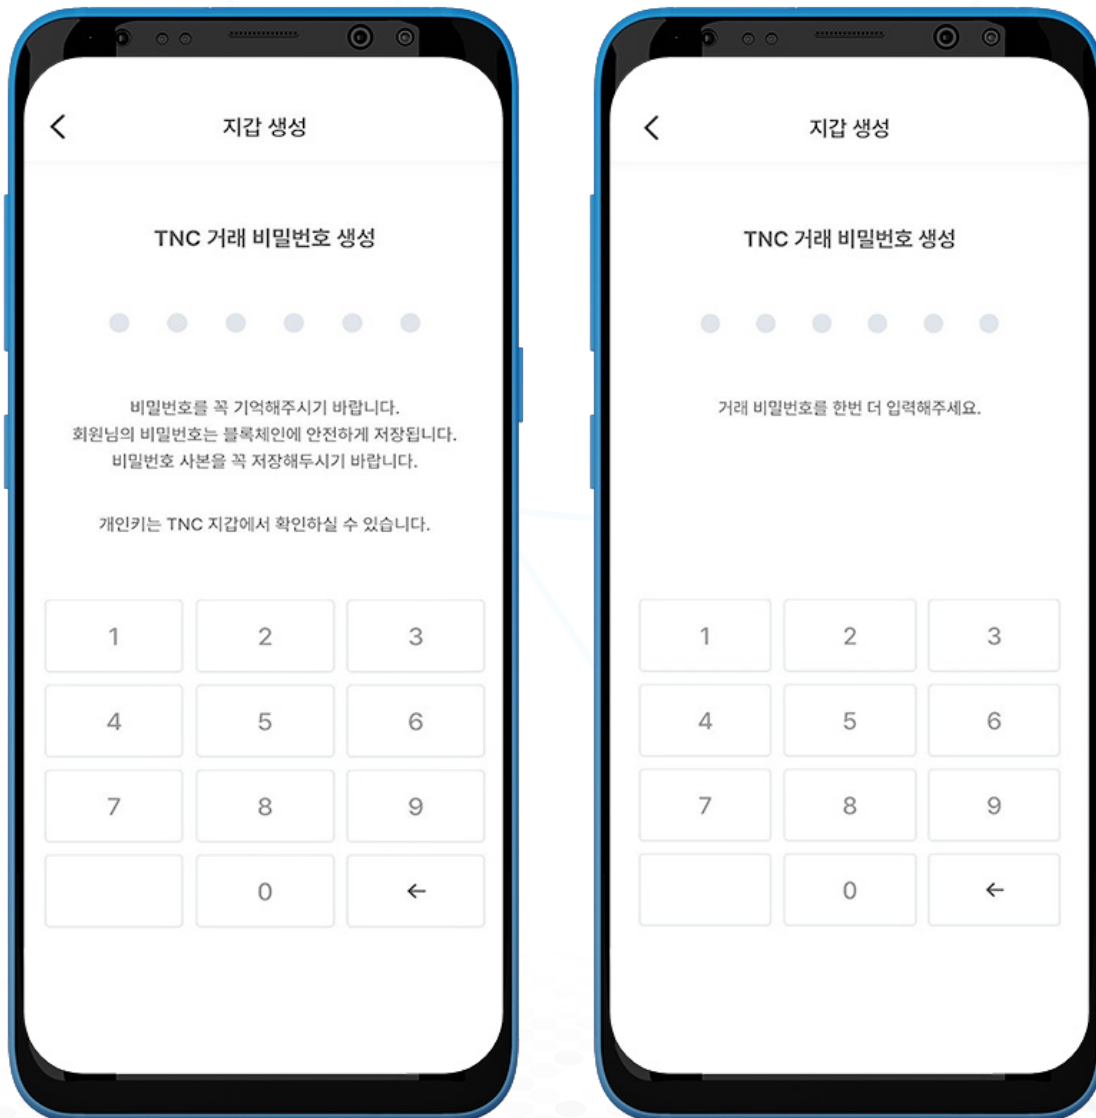 지갑 생성
TNC 거래 비밀번호 생성
비밀번호를 꼭 기억해주시기 바랍니다.
회원님의 비밀번호는 블록체인에 안전하게 저장됩니다.
비밀번호 사본을 꼭 저장해두시기 바랍니다.
개인키는 TNC 지갑에서 확인하실 수 있습니다.
1 2 3
4 5 6
7 8 9
0 ←
지갑 생성
TNC 거래 비밀번호 생성
거래 비밀번호를 한번 더 입력해주세요.
1 2 3
4 5 6
7 8 9
0 ←